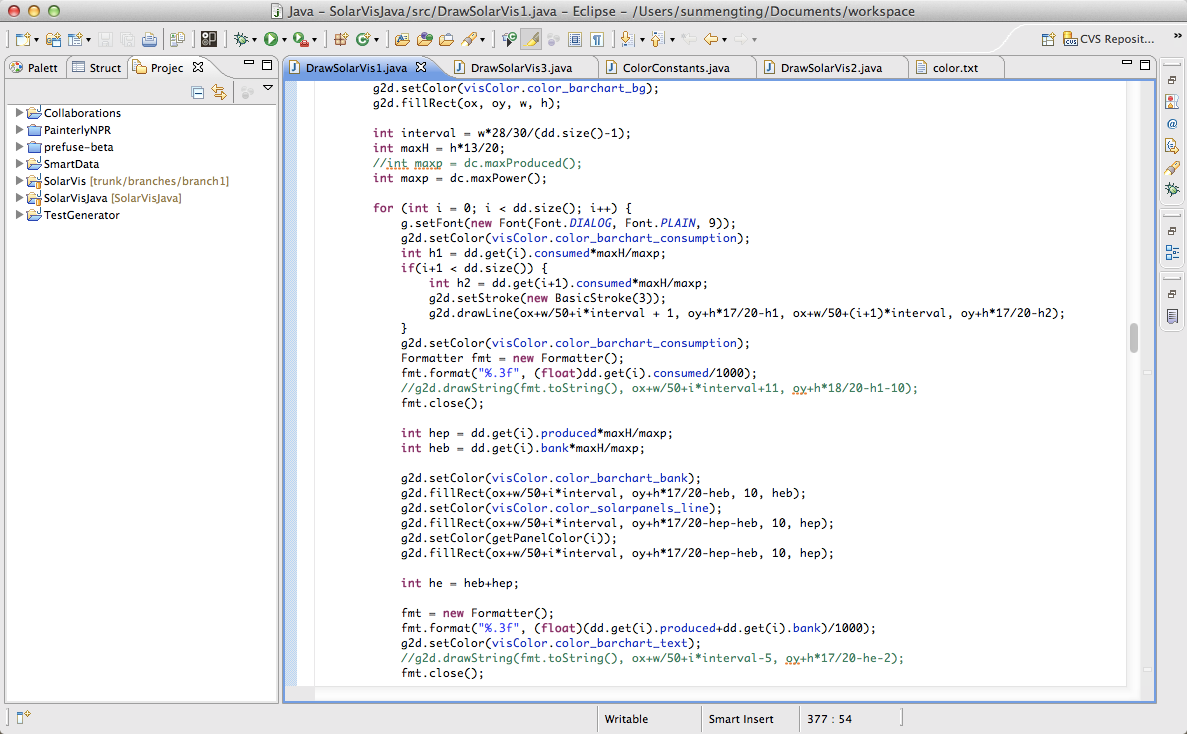 Java – SolarVisJava/src/DrawSolarVis1.java – Eclipse – /Users/sunmengting/Documents/workspace
CVS Reposit...
Palett
Struct
Projec
DrawSolarVis1.java
DrawSolarVis3.java
ColorConstants.java
DrawSolarVis2.java
color.txt
Collaborations
PainterlyNPR
prefuse-beta
SmartData
SolarVis [trunk/branches/branch1]
SolarVisJava [SolarVisJava]
TestGenerator
g2d.setColor(visColor.color_barchart_bg);
g2d.fillRect(ox, oy, w, h);
int interval = w*28/30/(dd.size()-1);
int maxH = h*13/20;
//int maxp = dc.maxProduced();
int maxp = dc.maxPower();
for (int i = 0; i < dd.size(); i++) {
g.setFont(new Font(Font.DIALOG, Font.PLAIN, 9));
g2d.setColor(visColor.color_barchart_consumption);
int h1 = dd.get(i).consumed*maxH/maxp;
if(i+1 < dd.size()) {
int h2 = dd.get(i+1).consumed*maxH/maxp;
g2d.setStroke(new BasicStroke(3));
g2d.drawLine(ox+w/50+i*interval + 1, oy+h*17/20-h1, ox+w/50+(i+1)*interval, oy+h*17/20-h2);
}
g2d.setColor(visColor.color_barchart_consumption);
Formatter fmt = new Formatter();
fmt.format("%.3f", (float)dd.get(i).consumed/1000);
//g2d.drawString(fmt.toString(), ox+w/50+i*interval+11, oy+h*18/20-h1-10);
fmt.close();
int hep = dd.get(i).produced*maxH/maxp;
int heb = dd.get(i).bank*maxH/maxp;
g2d.setColor(visColor.color_barchart_bank);
g2d.fillRect(ox+w/50+i*interval, oy+h*17/20-heb, 10, heb);
g2d.setColor(visColor.color_solarpanels_line);
g2d.fillRect(ox+w/50+i*interval, oy+h*17/20-hep-heb, 10, hep);
g2d.setColor(getPanelColor(i));
g2d.fillRect(ox+w/50+i*interval, oy+h*17/20-hep-heb, 10, hep);
int he = heb+hep;
fmt = new Formatter();
fmt.format("%.3f", (float)(dd.get(i).produced+dd.get(i).bank)/1000);
g2d.setColor(visColor.color_barchart_text);
//g2d.drawString(fmt.toString(), ox+w/50+i*interval-5, oy+h*17/20-he-2);
fmt.close();
Writable
Smart Insert
377 : 54